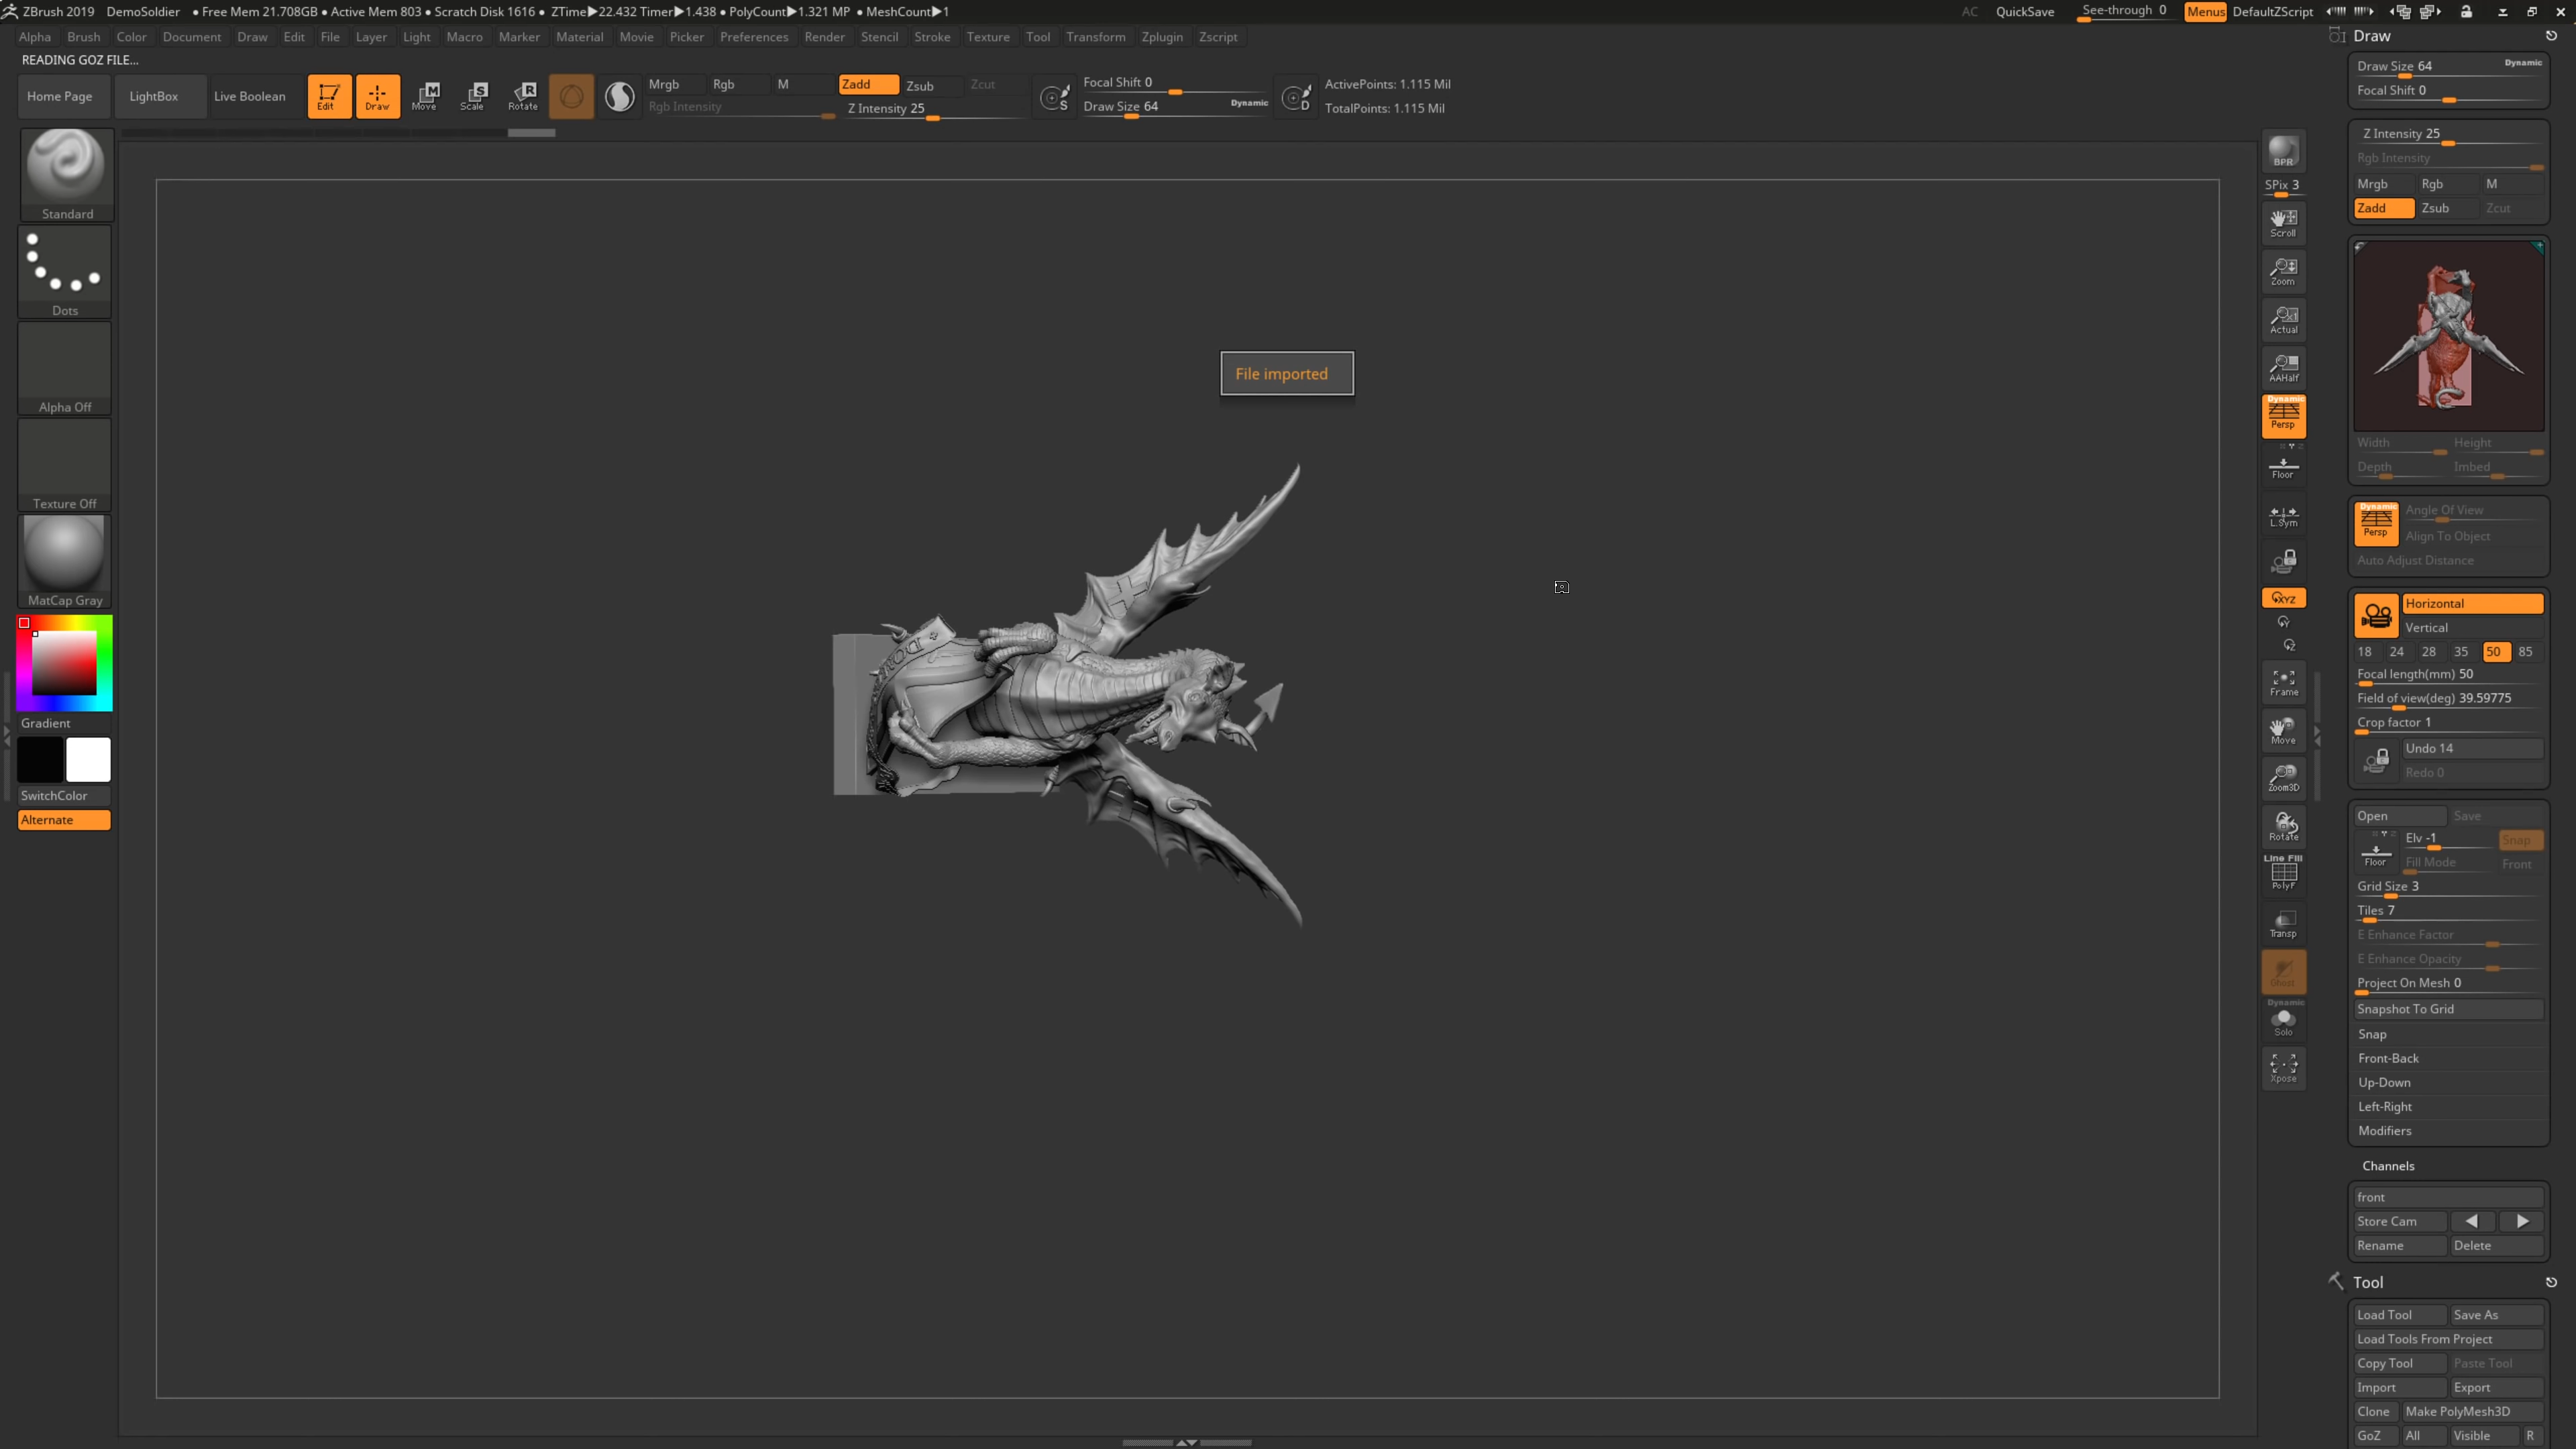 ZBrush 2019 DemoSoldier • Free Mem 21.708GB • Active Mem 803 • Scratch Disk 1616 • ZTime▶22.432 Timer▶1.438 • PolyCount▶1.321 MP • MeshCount▶1 AC QuickSave See-through 0 Menus DefaultZScript
Alpha Brush Color Document Draw Edit File Layer Light Macro Marker Material Movie Picker Preferences Render Stencil Stroke Texture Tool Transform Zplugin Zscript
READING GOZ FILE...
Home Page LightBox Live Boolean Edit Draw Move Scale Rotate
Mrgb Rgb M Zadd Zsub Zcut
Rgb Intensity Z Intensity 25
Focal Shift 0
Draw Size 64 Dynamic
ActivePoints: 1.115 Mil
TotalPoints: 1.115 Mil
Standard
Dots
Alpha Off
Texture Off
MatCap Gray
Gradient
SwitchColor
Alternate
File imported
BPR
SPix 3
Scroll
Zoom
Actual
AAHalf
Dynamic
Persp
Floor
L.Sym
XYZ
Frame
Move
Zoom3D
Rotate
Line Fill
PolyF
Transp
Ghost
Dynamic
Solo
Xpose
Draw
Draw Size 64 Dynamic
Focal Shift 0
Z Intensity 25
Rgb Intensity
Mrgb Rgb M
Zadd Zsub Zcut
Width Height
Depth Imbed
Dynamic
Persp
Angle Of View
Align To Object
Auto Adjust Distance
Horizontal
Vertical
18 24 28 35 50 85
Focal length(mm) 50
Field of view(deg) 39.59775
Crop factor 1
Undo 14
Redo 0
Open Save
Floor Elv -1 Snap
Fill Mode Front
Grid Size 3
Tiles 7
E Enhance Factor
E Enhance Opacity
Project On Mesh 0
Snapshot To Grid
Snap
Front-Back
Up-Down
Left-Right
Modifiers
Channels
front
Store Cam
Rename Delete
Tool
Load Tool Save As
Load Tools From Project
Copy Tool Paste Tool
Import Export
Clone Make PolyMesh3D
GoZ All Visible R